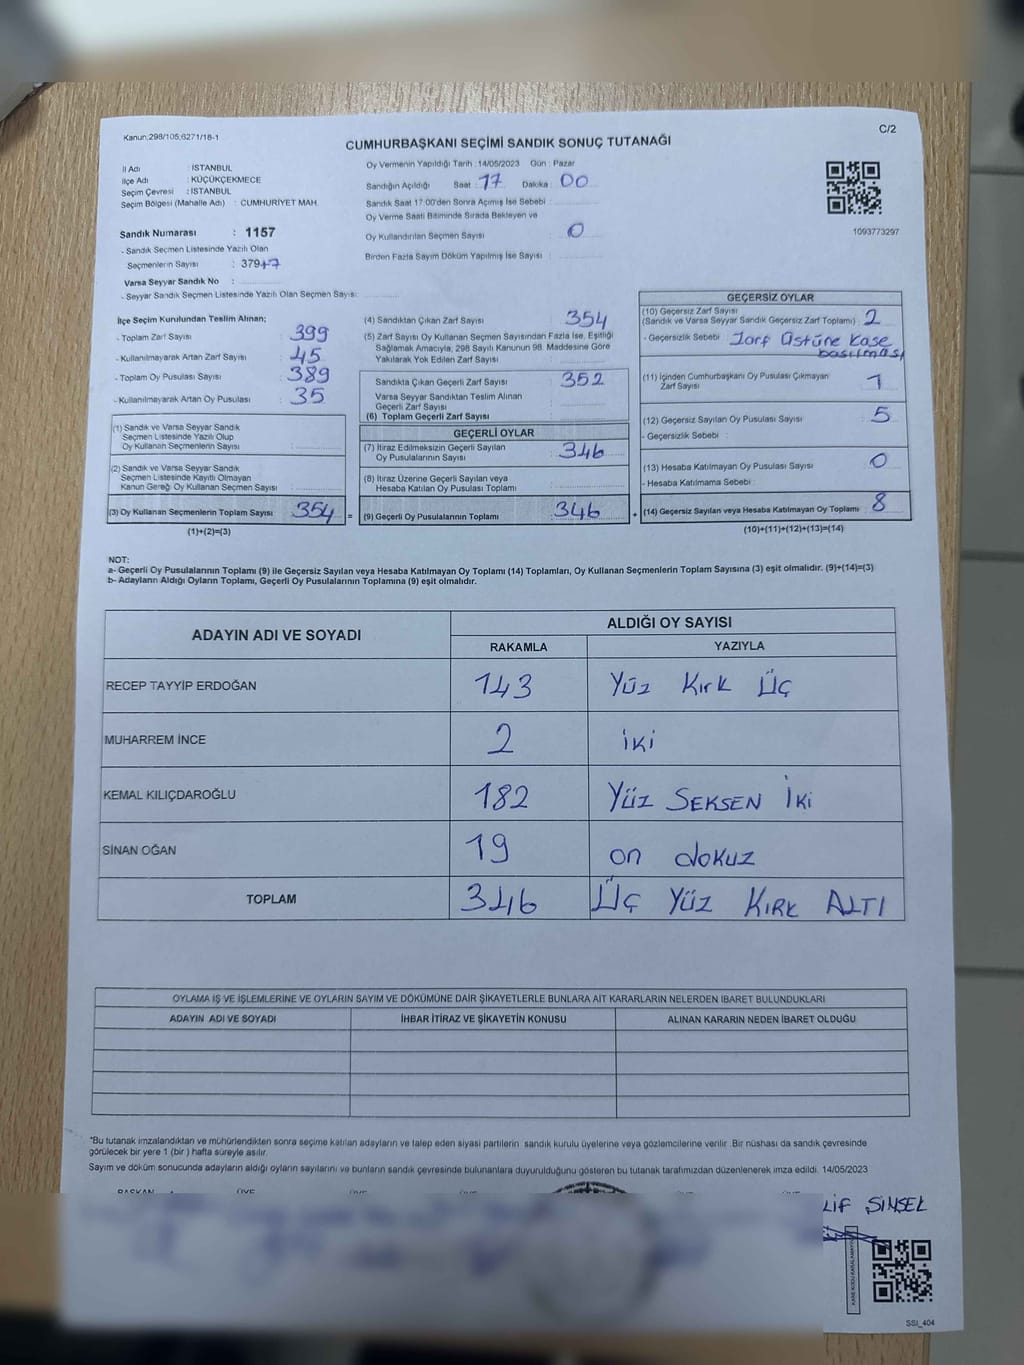 Kanun:298/105;6271/18-1
C/2
CUMHURBAŞKANI SEÇİMİ SANDIK SONUÇ TUTANAĞI
İl Adı : İSTANBUL
İlçe Adı : KÜÇÜKÇEKMECE
Seçim Çevresi : İSTANBUL
Seçim Bölgesi (Mahalle Adı) : CUMHURİYET MAH.
Sandık Numarası : 1157
- Sandık Seçmen Listesinde Yazılı Olan
Seçmenlerin Sayısı : 379+7
Varsa Seyyar Sandık No :
- Seyyar Sandık Seçmen Listesinde Yazılı Olan Seçmen Sayısı:
Oy Vermenin Yapıldığı Tarih :14/05/2023 Gün : Pazar
Sandığın Açıldığı Saat : 17 Dakika : 00
Sandık Saat 17:00'den Sonra Açımış İse Sebebi :
Oy Verme Saati Bitiminde Sırada Bekleyen ve
Oy Kullandırılan Seçmen Sayısı : 0
Birden Fazla Sayım Döküm Yapılmış İse Sayısı :
1093773297
İlçe Seçim Kurulundan Teslim Alınan;
- Toplam Zarf Sayısı : 399
- Kullanılmayarak Artan Zarf Sayısı : 45
- Toplam Oy Pusulası Sayısı : 389
- Kullanılmayarak Artan Oy Pusulası : 35
(1) Sandık ve Varsa Seyyar Sandık
Seçmen Listesinde Yazılı Olup
Oy Kullanan Seçmenlerin Sayısı :
(2) Sandık ve Varsa Seyyar Sandık
Seçmen Listesinde Kayıtlı Olmayan
Kanun Gereği Oy Kullanan Seçmen Sayısı :
(3) Oy Kullanan Seçmenlerin Toplam Sayısı : 354 =
(1)+(2)=(3)
(4) Sandıktan Çıkan Zarf Sayısı : 354
(5) Zarf Sayısı Oy Kullanan Seçmen Sayısından Fazla İse, Eşitliği
Sağlamak Amacıyla, 298 Sayılı Kanunun 98. Maddesine Göre
Yakılarak Yok Edilen Zarf Sayısı :
Sandıkta Çıkan Geçerli Zarf Sayısı : 352
Varsa Seyyar Sandıktan Teslim Alınan
Geçerli Zarf Sayısı :
(6) Toplam Geçerli Zarf Sayısı :
GEÇERLİ OYLAR
(7) İtiraz Edilmeksizin Geçerli Sayılan
Oy Pusulalarının Sayısı : 346
(8) İtiraz Üzerine Geçerli Sayılan veya
Hesaba Katılan Oy Pusulası Toplamı :
(9) Geçerli Oy Pusulalarının Toplamı : 346 +
GEÇERSİZ OYLAR
(10) Geçersiz Zarf Sayısı
(Sandık ve Varsa Seyyar Sandık Geçersiz Zarf Toplamı) : 2
- Geçersizlik Sebebi : Zarf Üstüne Kaşe
basılması
(11) İçinden Cumhurbaşkanı Oy Pusulası Çıkmayan
Zarf Sayısı : 1
(12) Geçersiz Sayılan Oy Pusulası Sayısı : 5
- Geçersizlik Sebebi :
(13) Hesaba Katılmayan Oy Pusulası Sayısı : 0
- Hesaba Katılmama Sebebi :
(14) Geçersiz Sayılan veya Hesaba Katılmayan Oy Toplamı : 8
(10)+(11)+(12)+(13)=(14)
NOT:
a- Geçerli Oy Pusulalarının Toplamı (9) ile Geçersiz Sayılan veya Hesaba Katılmayan Oy Toplamı (14) Toplamları, Oy Kullanan Seçmenlerin Toplam Sayısına (3) eşit olmalıdır. (9)+(14)=(3)
b- Adayların Aldığı Oyların Toplamı, Geçerli Oy Pusulalarının Toplamına (9) eşit olmalıdır.
ADAYIN ADI VE SOYADI ALDIĞI OY SAYISI
RAKAMLA YAZIYLA
RECEP TAYYİP ERDOĞAN 143 Yüz Kırk Üç
MUHARREM İNCE 2 iki
KEMAL KILIÇDAROĞLU 182 Yüz SEKSEN İki
SİNAN OĞAN 19 on dokuz
TOPLAM 346 Üç YÜZ KIRK ALTI
OYLAMA İŞ VE İŞLEMLERİNE VE OYLARIN SAYIM VE DÖKÜMÜNE DAİR ŞİKAYETLERLE BUNLARA AİT KARARLARIN NELERDEN İBARET BULUNDUKLARI
ADAYIN ADI VE SOYADI İHBAR İTİRAZ VE ŞİKAYETİN KONUSU ALINAN KARARIN NEDEN İBARET OLDUĞU
*Bu tutanak imzalandıktan ve mühürlendikten sonra seçime katılan adayların ve talep eden siyasi partilerin sandık kurulu üyelerine veya gözlemcilerine verilir. Bir nüshası da sandık çevresinde
görülecek bir yere 1 (bir ) hafta süreyle asılır.
Sayım ve döküm sonucunda adayların aldığı oyların sayılarını ve bunların sandık çevresinde bulunanlara duyurulduğunu gösteren bu tutanak tarafımızdan düzenlenerek imza edildi. 14/05/2023
BAŞKAN ÜYE
LİF SİNSEL
SSI_404